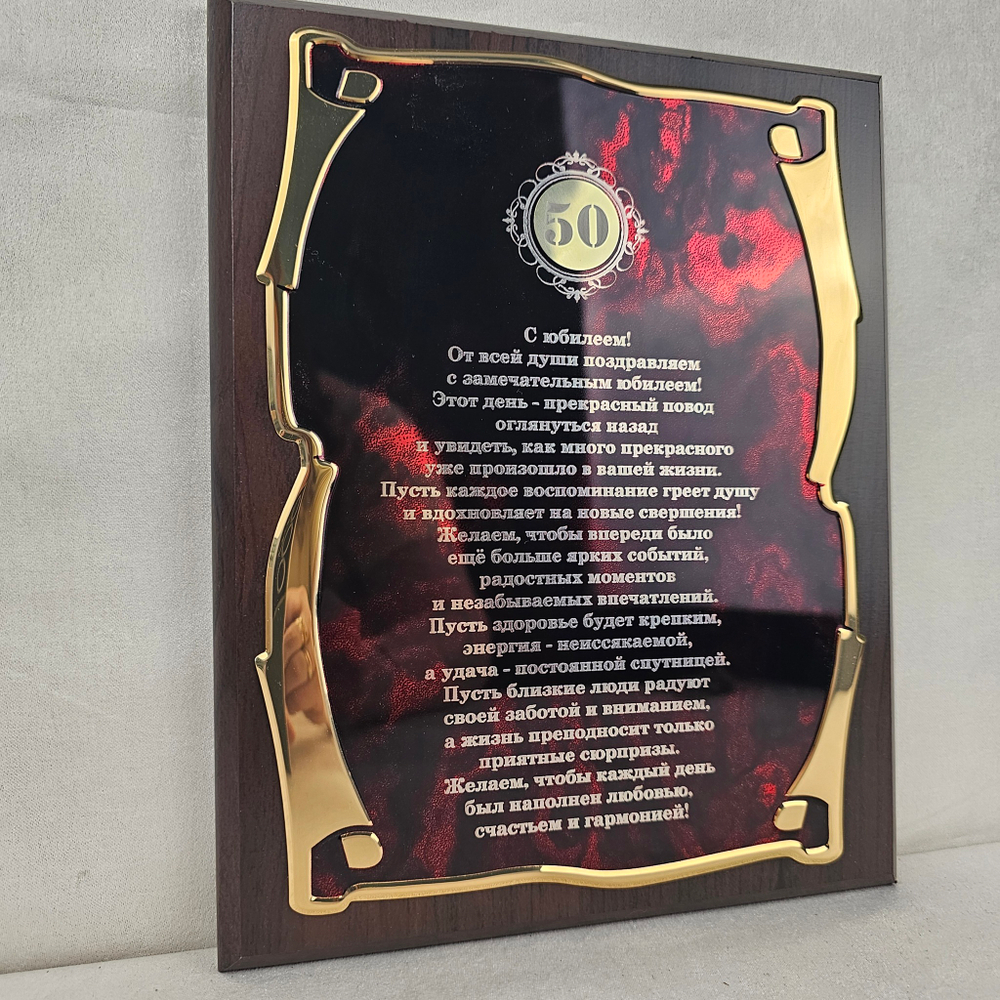 50
С юбилеем!
От всей души поздравляем
с замечательным юбилеем!
Этот день - прекрасный повод
оглянуться назад
и увидеть, как много прекрасного
уже произошло в вашей жизни.
Пусть каждое воспоминание греет душу
и вдохновляет на новые свершения!
Желаем, чтобы впереди было
ещё больше ярких событий,
радостных моментов
и незабываемых впечатлений.
Пусть здоровье будет крепким,
энергия - неиссякаемой,
а удача - постоянной спутницей.
Пусть близкие люди радуют
своей заботой и вниманием,
а жизнь преподносит только
приятные сюрпризы.
Желаем, чтобы каждый день
был наполнен любовью,
счастьем и гармонией!